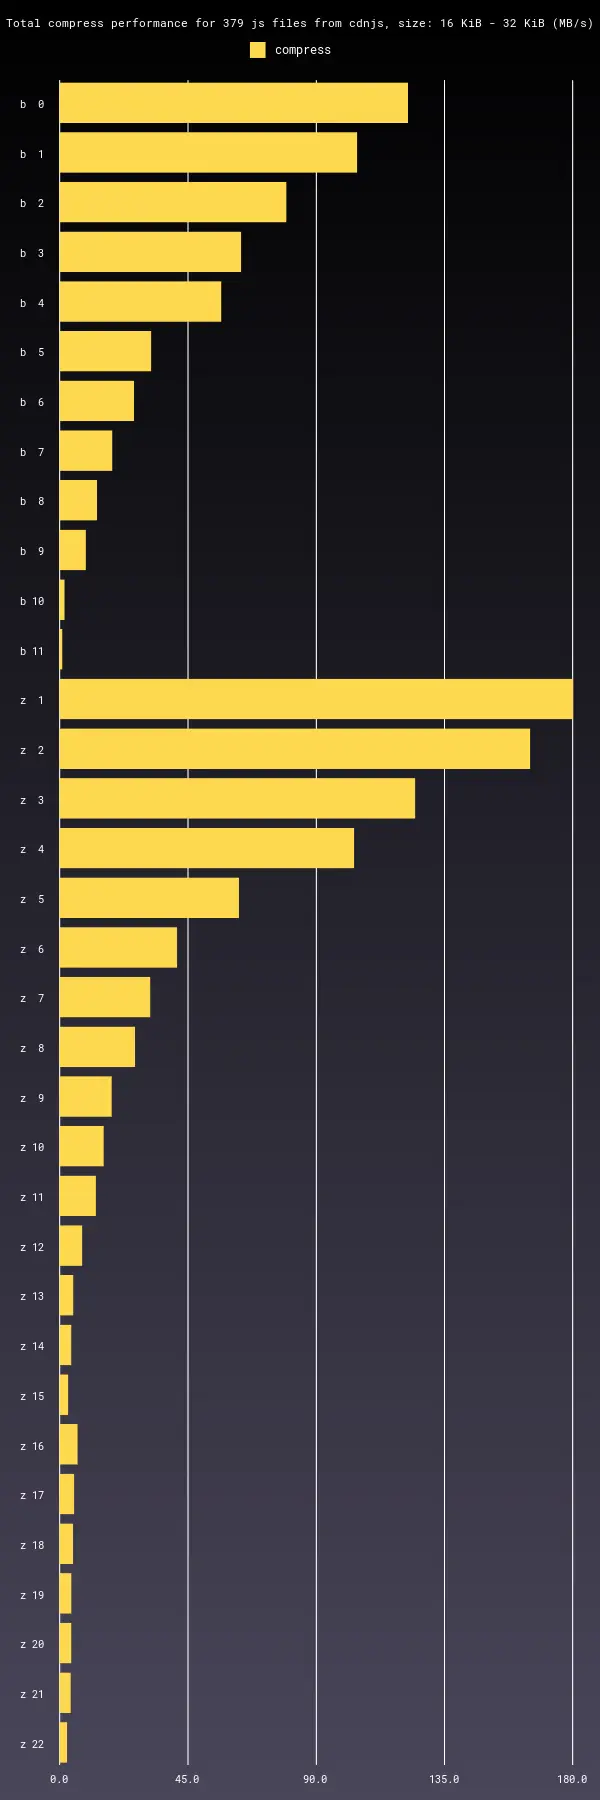 Total compress performance for 379 js files from cdnjs, size: 16 KiB - 32 KiB (MB/s)
compress
b 0
b 1
b 2
b 3
b 4
b 5
b 6
b 7
b 8
b 9
b 10
b 11
z 1
z 2
z 3
z 4
z 5
z 6
z 7
z 8
z 9
z 10
z 11
z 12
z 13
z 14
z 15
z 16
z 17
z 18
z 19
z 20
z 21
z 22
0.0 45.0 90.0 135.0 180.0